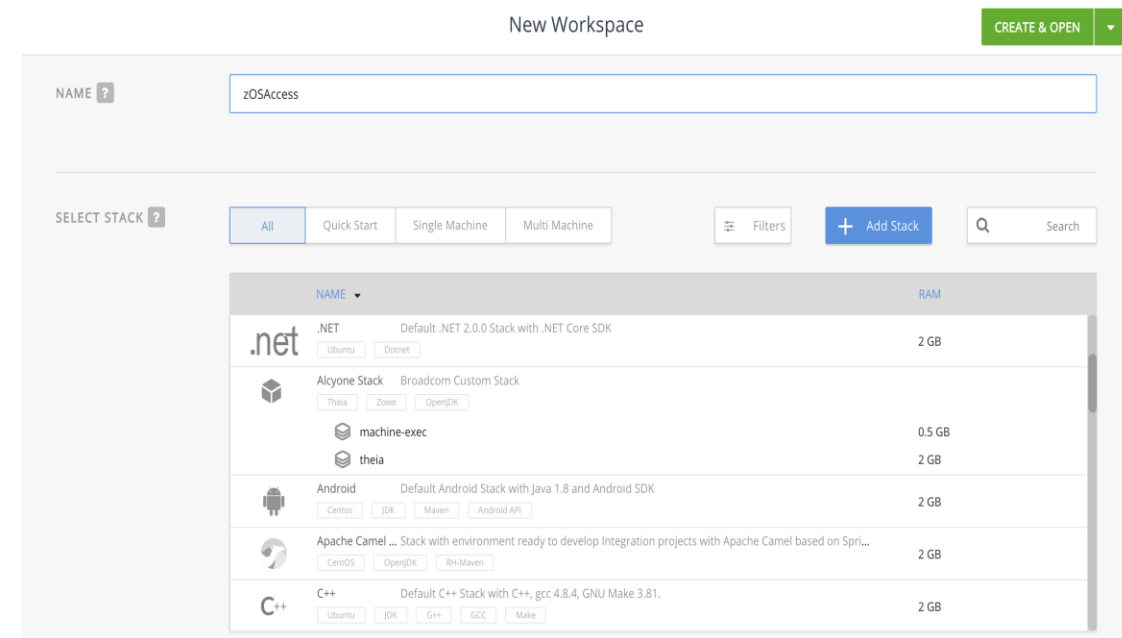 New Workspace
CREATE & OPEN
NAME ?
zOSAccess
SELECT STACK ?
All
Quick Start
Single Machine
Multi Machine
Filters
+ Add Stack
Search
NAME
RAM
.net
.NET Default .NET 2.0.0 Stack with .NET Core SDK
2 GB
Ubuntu Dotnet
Alcyone Stack Broadcom Custom Stack
Theia Zowe OpenJDK
machine-exec 0.5 GB
theia 2 GB
Android Default Android Stack with Java 1.8 and Android SDK
2 GB
Centos JDK Maven Android API
Apache Camel ... Stack with environment ready to develop Integration projects with Apache Camel based on Spri...
2 GB
CentOS OpenJDK RH-Maven
C++
C++ Default C++ Stack with C++, gcc 4.8.4, GNU Make 3.81.
2 GB
Ubuntu JDK G++ GCC Make